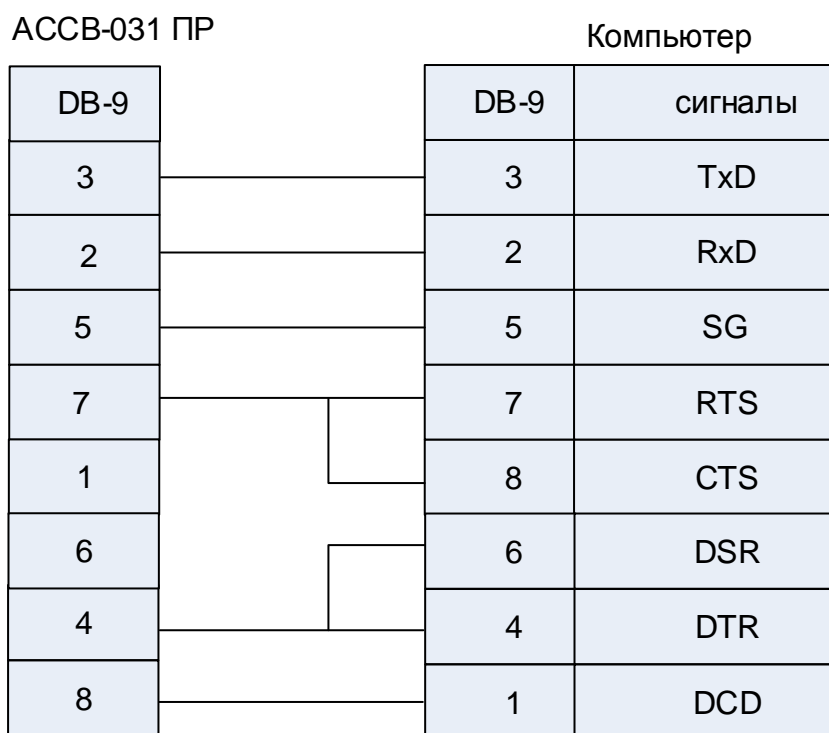 АССВ-031 ПР Компьютер
DB-9 DB-9 сигналы
3 3 TxD
2 2 RxD
5 5 SG
7 7 RTS
1 8 CTS
6 6 DSR
4 4 DTR
8 1 DCD